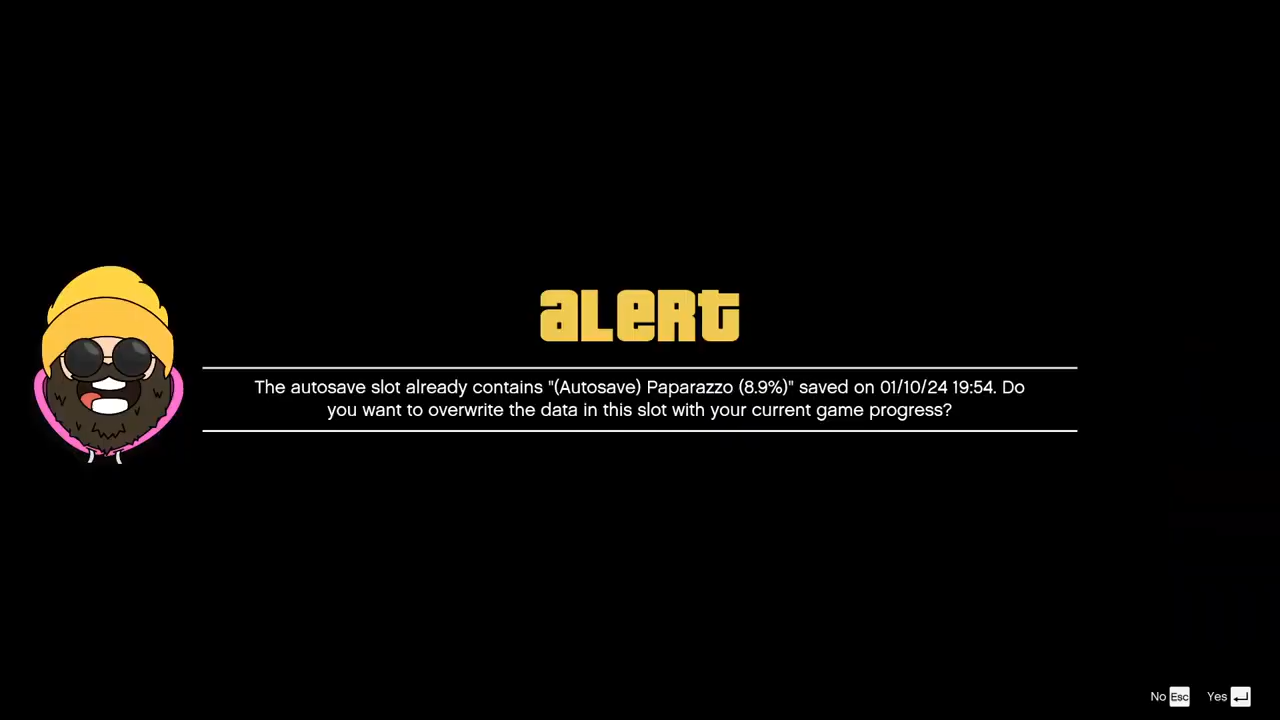 alert
The autosave slot already contains "(Autosave) Paparazzo (8.9%)" saved on 01/10/24 19:54. Do
you want to overwrite the data in this slot with your current game progress?
No Esc Yes